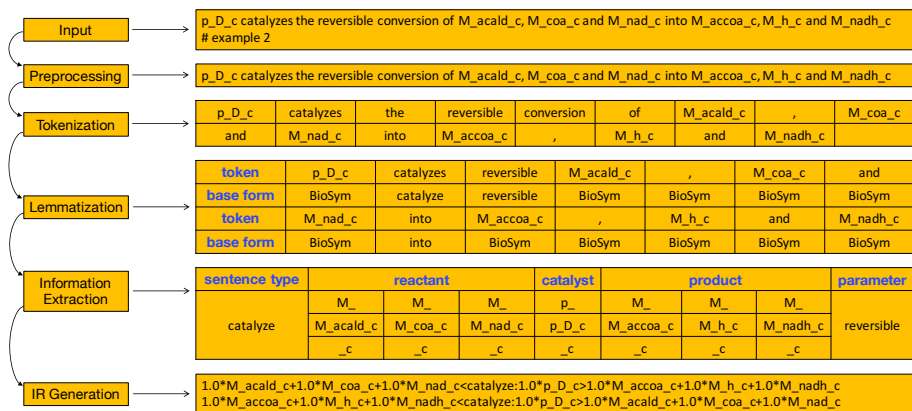 Input
p_D_c catalyzes the reversible conversion of M_acald_c, M_coa_c and M_nad_c into M_accoa_c, M_h_c and M_nadh_c
# example 2
Preprocessing
p_D_c catalyzes the reversible conversion of M_acald_c, M_coa_c and M_nad_c into M_accoa_c, M_h_c and M_nadh_c
Tokenization
p_D_c catalyzes the reversible conversion of M_acald_c , M_coa_c
and M_nad_c into M_accoa_c , M_h_c and M_nadh_c
Lemmatization
token p_D_c catalyzes reversible M_acald_c , M_coa_c and
base form BioSym catalyze reversible BioSym BioSym BioSym BioSym
token M_nad_c into M_accoa_c , M_h_c and M_nadh_c
base form BioSym into BioSym BioSym BioSym BioSym BioSym
Information
Extraction
sentence type reactant catalyst product parameter
M_ M_ M_ p_ M_ M_ M_
catalyze M_acald_c M_coa_c M_nad_c p_D_c M_accoa_c M_h_c M_nadh_c reversible
_c _c _c _c _c _c _c
IR Generation
1.0*M_acald_c+1.0*M_coa_c+1.0*M_nad_c<catalyze:1.0*p_D_c>1.0*M_accoa_c+1.0*M_h_c+1.0*M_nadh_c
1.0*M_accoa_c+1.0*M_h_c+1.0*M_nadh_c<catalyze:1.0*p_D_c>1.0*M_acald_c+1.0*M_coa_c+1.0*M_nad_c